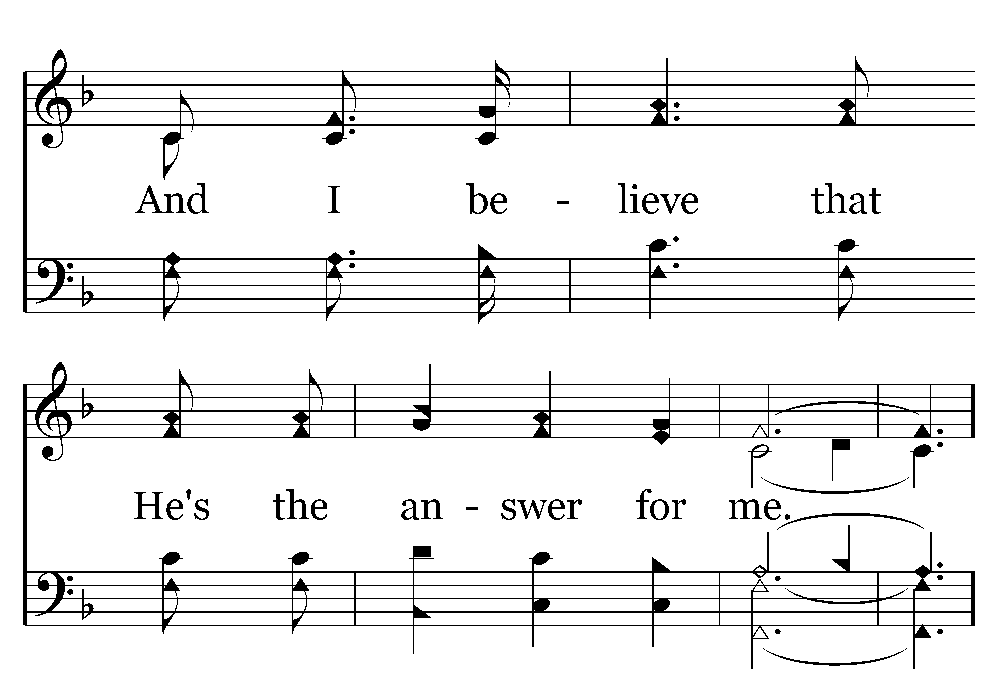 And I be - lieve that
He's the an - swer for me.